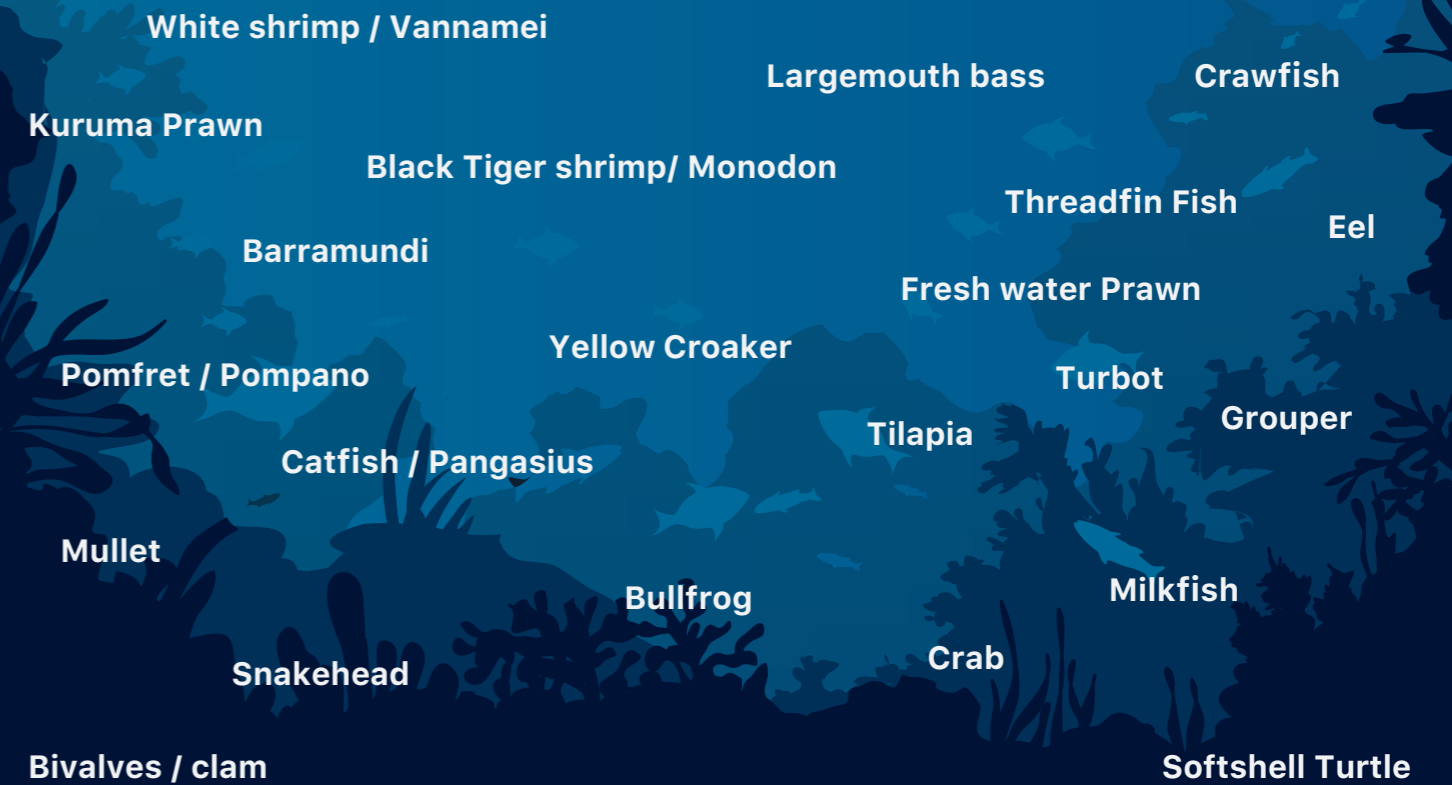 White shrimp / Vannamei
Largemouth bass
Crawfish
Kuruma Prawn
Black Tiger shrimp/ Monodon
Threadfin Fish
Eel
Barramundi
Fresh water Prawn
Yellow Croaker
Pomfret / Pompano
Turbot
Grouper
Tilapia
Catfish / Pangasius
Mullet
Milkfish
Bullfrog
Crab
Snakehead
Bivalves / clam
Softshell Turtle